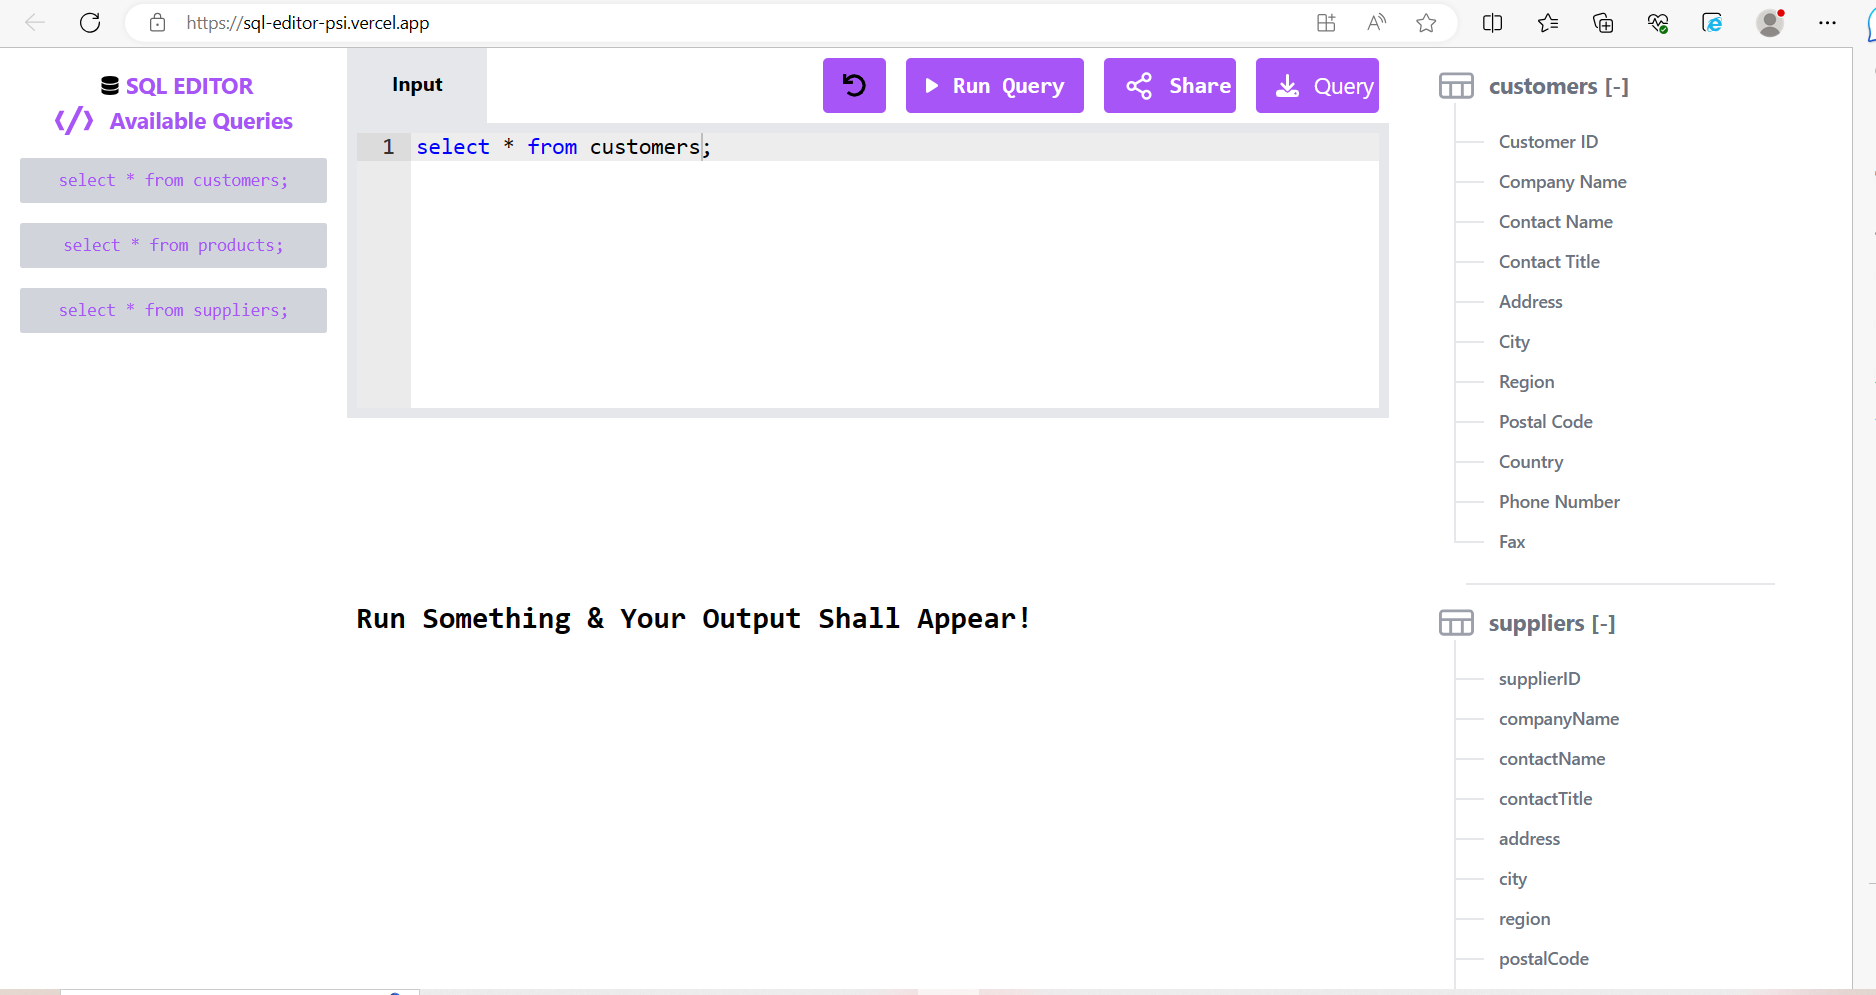 https://sql-editor-psi.vercel.app
SQL EDITOR
Available Queries
select * from customers;
select * from products;
select * from suppliers;
Input
Run Query
Share
Query
1 select * from customers;
Run Something & Your Output Shall Appear!
customers [-]
Customer ID
Company Name
Contact Name
Contact Title
Address
City
Region
Postal Code
Country
Phone Number
Fax
suppliers [-]
supplierID
companyName
contactName
contactTitle
address
city
region
postalCode